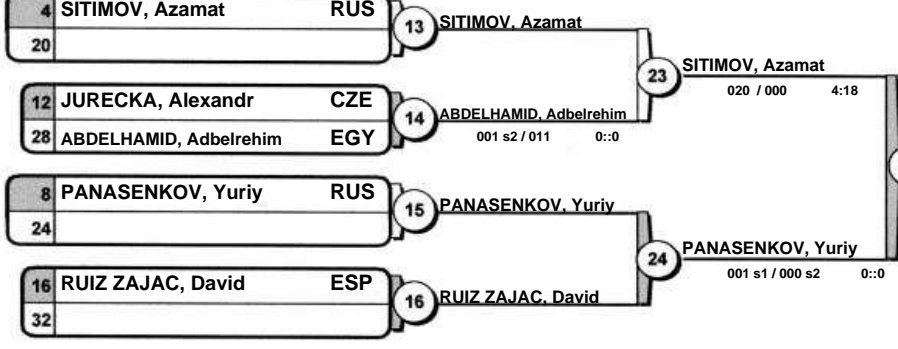 4 SITIMOV, Azamat RUS
20
13
SITIMOV, Azamat
12 JURECKA, Alexandr CZE
28 ABDELHAMID, Adbelrehim EGY
14
ABDELHAMID, Adbelrehim
001 s2 / 011 0::0
23
SITIMOV, Azamat
020 / 000 4:18
8 PANASENKOV, Yuriy RUS
24
15
PANASENKOV, Yuriy
16 RUIZ ZAJAC, David ESP
32
16
RUIZ ZAJAC, David
24
PANASENKOV, Yuriy
001 s1 / 000 s2 0::0